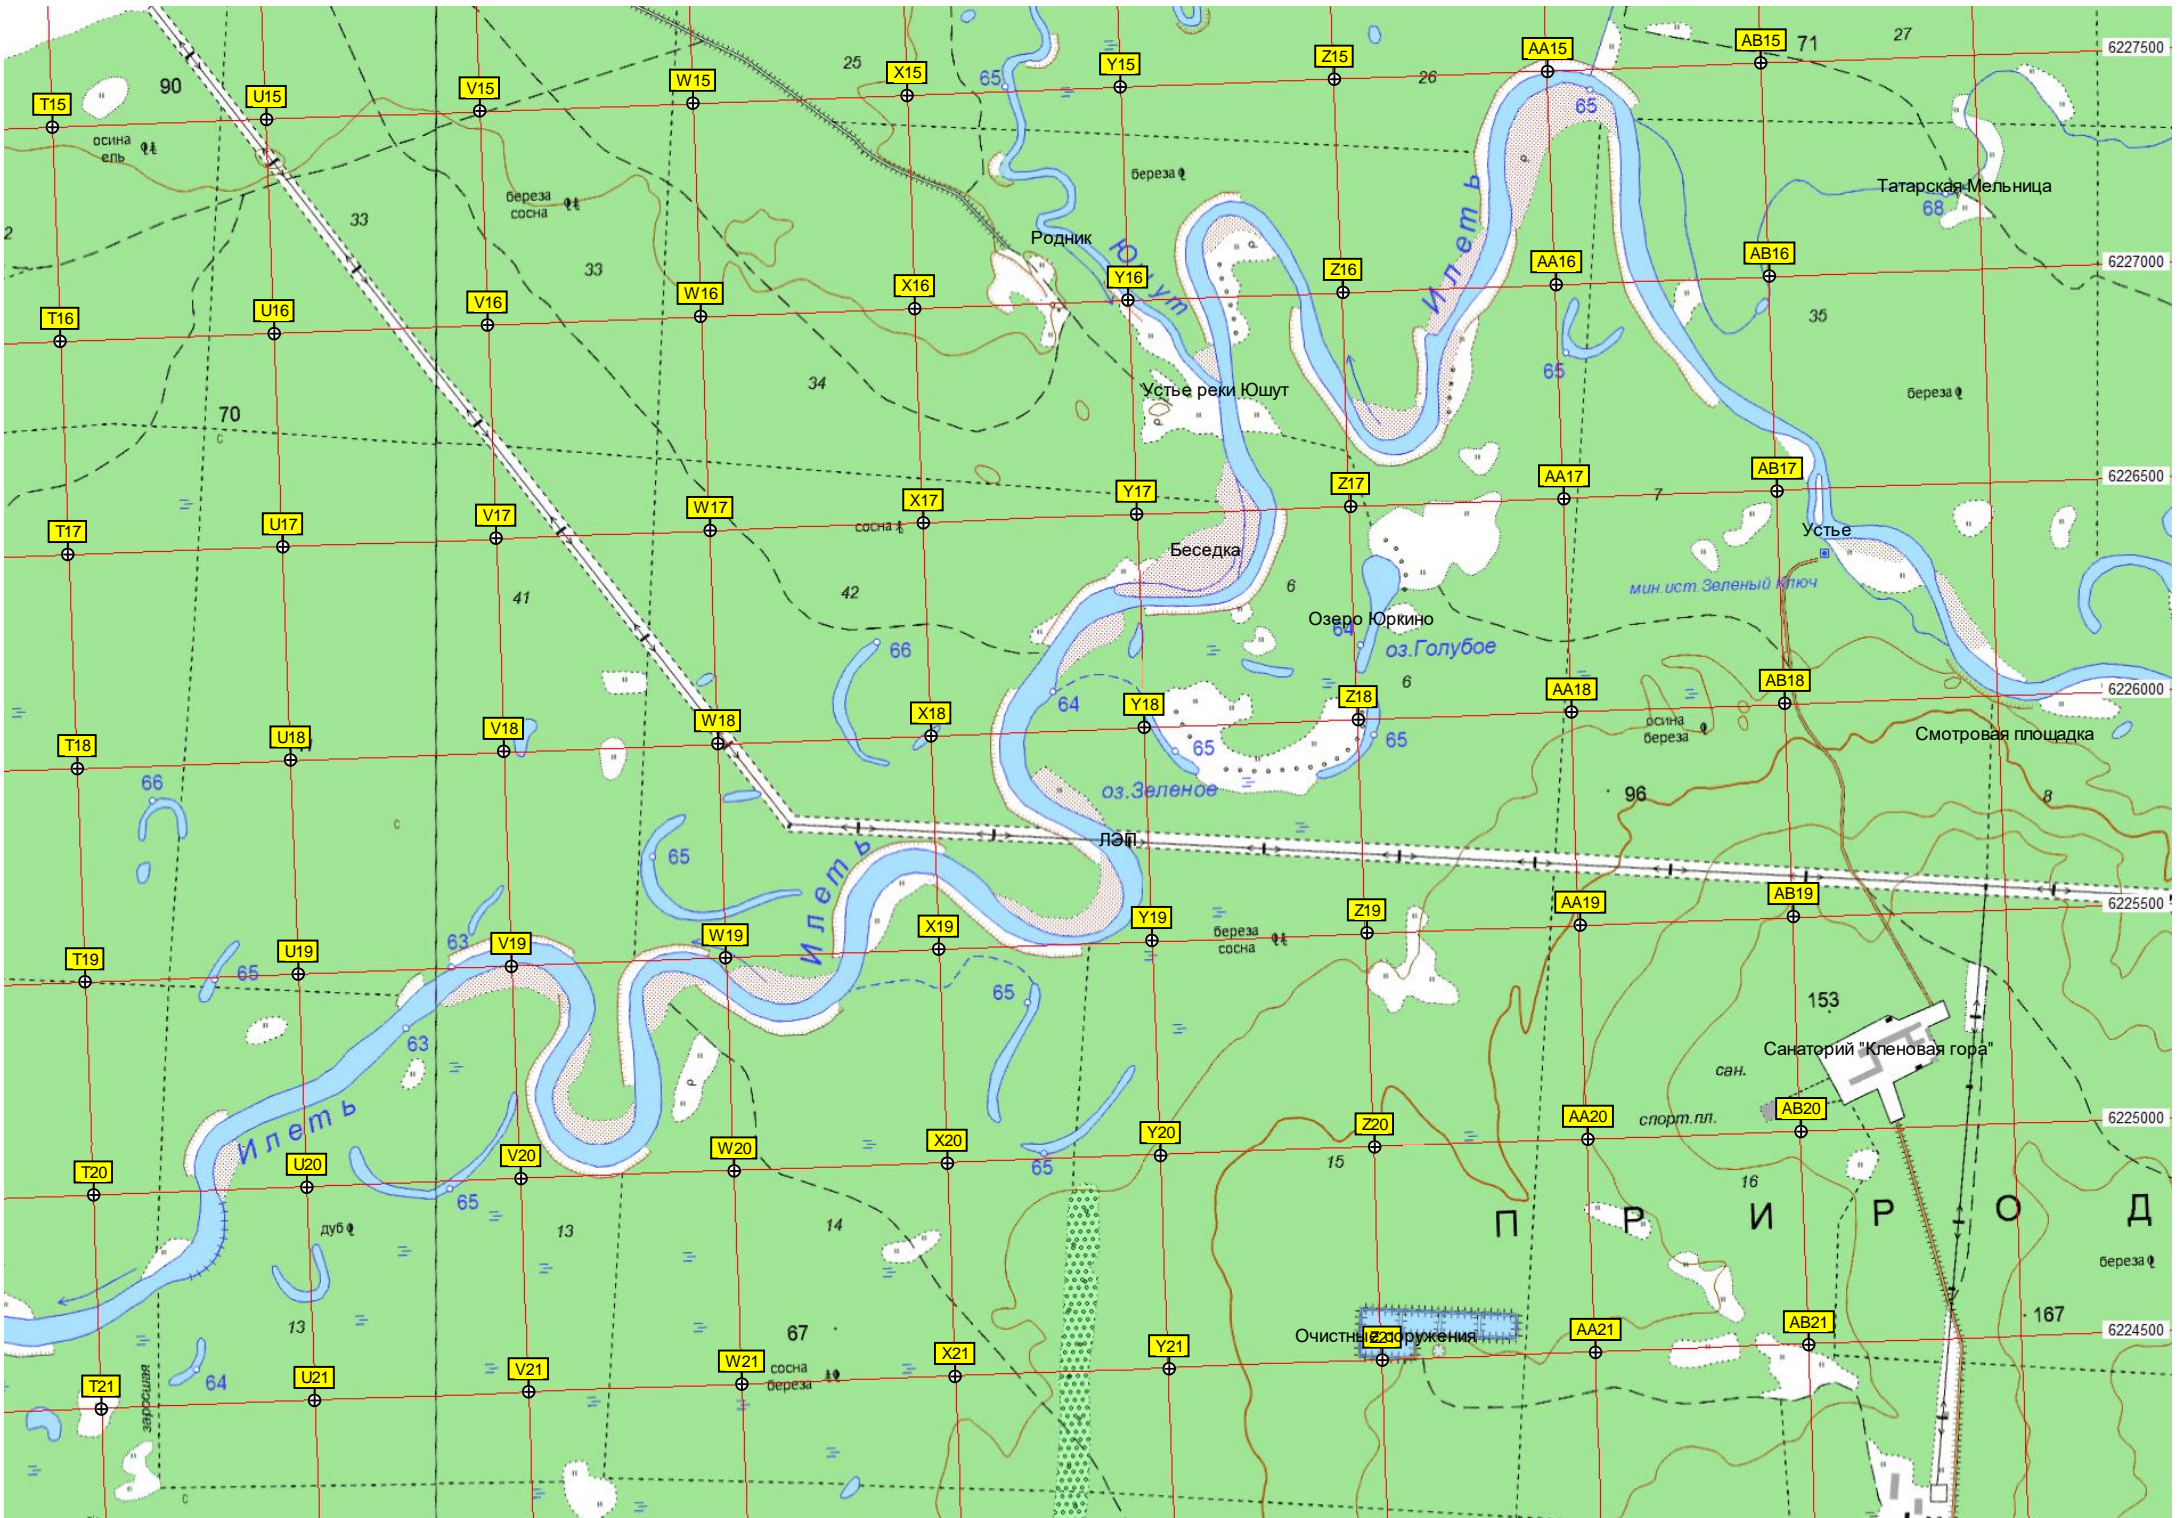 27
71
AB15
AA15
6227500
26
Z15
Y15
65
25
X15
W15
V15
90
U15
T15
65
осина
ель
береза
Татарская Мельница
68
береза
сосна
33
2
Родник
Юшут
Илеть
33
AB16
6227000
AA16
Z16
Y16
X16
W16
V16
U16
T16
35
65
34
Устье реки Юшут
береза
70
с
AB17
6226500
AA17
7
Z17
Y17
X17
W17
V17
U17
T17
сосна
Устье
Беседка
мин.ист.Зеленый Ключ
6
42
41
Озеро Юркино
64
оз.Голубое
66
6
AB18
6226000
AA18
Z18
Y18
64
X18
W18
V18
U18
T18
осина
береза
Смотровая площадка
65
65
66
оз.Зеленое
96
8
с
ЛЭП
65
Илеть
AB19
6225500
AA19
Z19
Y19
X19
W19
V19
U19
T19
63
береза
сосна
65
65
153
63
Санаторий "Кленовая гора"
сан.
Илеть
AB20
спорт.пл.
6225000
AA20
Z20
Y20
X20
W20
V20
U20
T20
65
15
16
65
П Р И Р О Д
дуб
13
14
береза
167
13
67
Очистные сооружения
AB21
6224500
AA21
Z21
Y21
X21
W21
V21
U21
T21
сосна
береза
64
заросшая
с